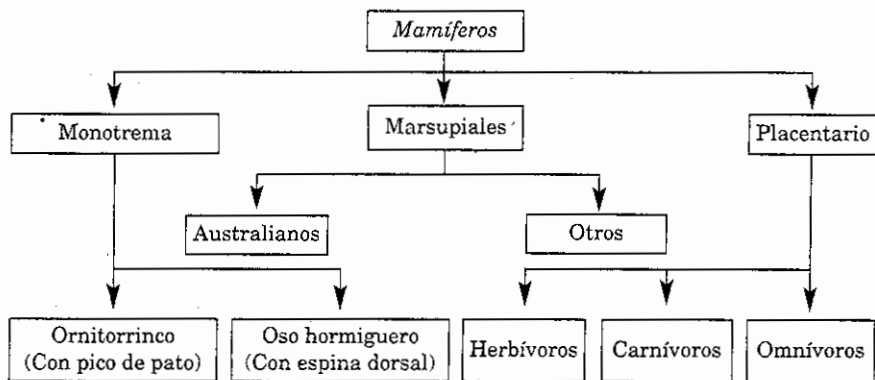 Mamíferos
Monotrema
Marsupiales
Placentario
Australianos
Otros
Ornitorrinco
(Con pico de pato)
Oso hormiguero
(Con espina dorsal)
Herbívoros
Carnívoros
Omnívoros